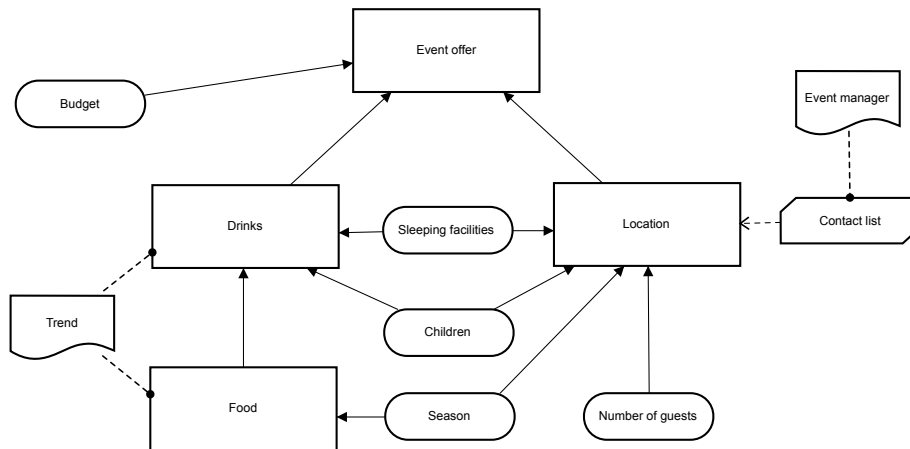 Event offer
Budget
Event manager
Drinks
Sleeping facilities
Location
Contact list
Trend
Children
Food
Season
Number of guests